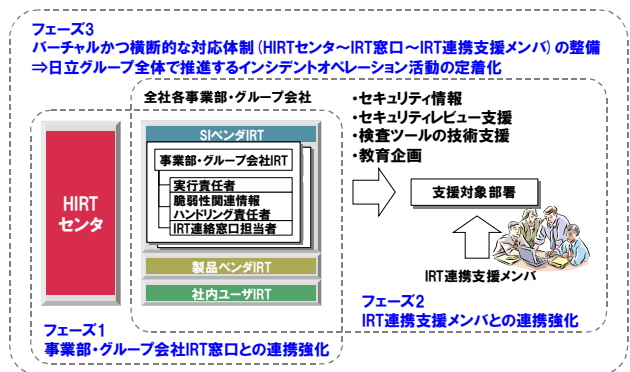 フェーズ3
バーチャルかつ横断的な対応体制(HIRTセンタ～IRT窓口～IRT連携支援メンバ)の整備
⇒日立グループ全体で推進するインシデントオペレーション活動の定着化
全社各事業部・グループ会社
HIRT
センタ
SIベンダIRT
事業部・グループ会社IRT
実行責任者
脆弱性関連情報
ハンドリング責任者
IRT連絡窓口担当者
製品ベンダIRT
社内ユーザIRT
・セキュリティ情報
・セキュリティレビュー支援
・検査ツールの技術支援
・教育企画
支援対象部署
IRT連携支援メンバ
フェーズ2
IRT連携支援メンバとの連携強化
フェーズ1
事業部・グループ会社IRT窓口との連携強化